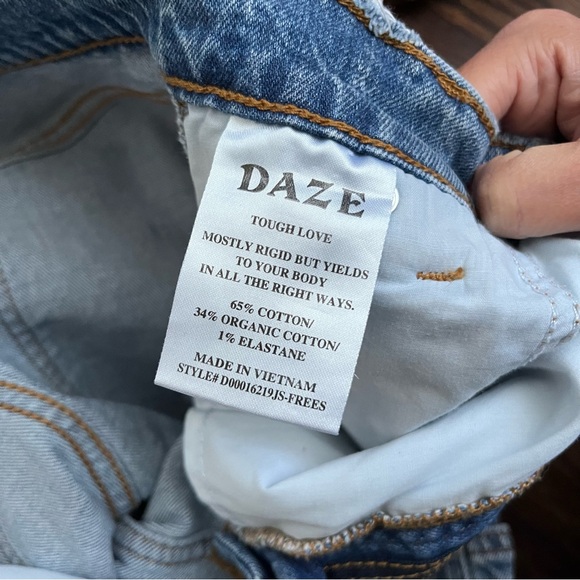 DAZE
TOUGH LOVE
MOSTLY RIGID BUT YIELDS
TO YOUR BODY
IN ALL THE RIGHT WAYS.
65% COTTON/
34% ORGANIC COTTON/
1% ELASTANE
MADE IN VIETNAM
STYLE# D00016219JS-FREES